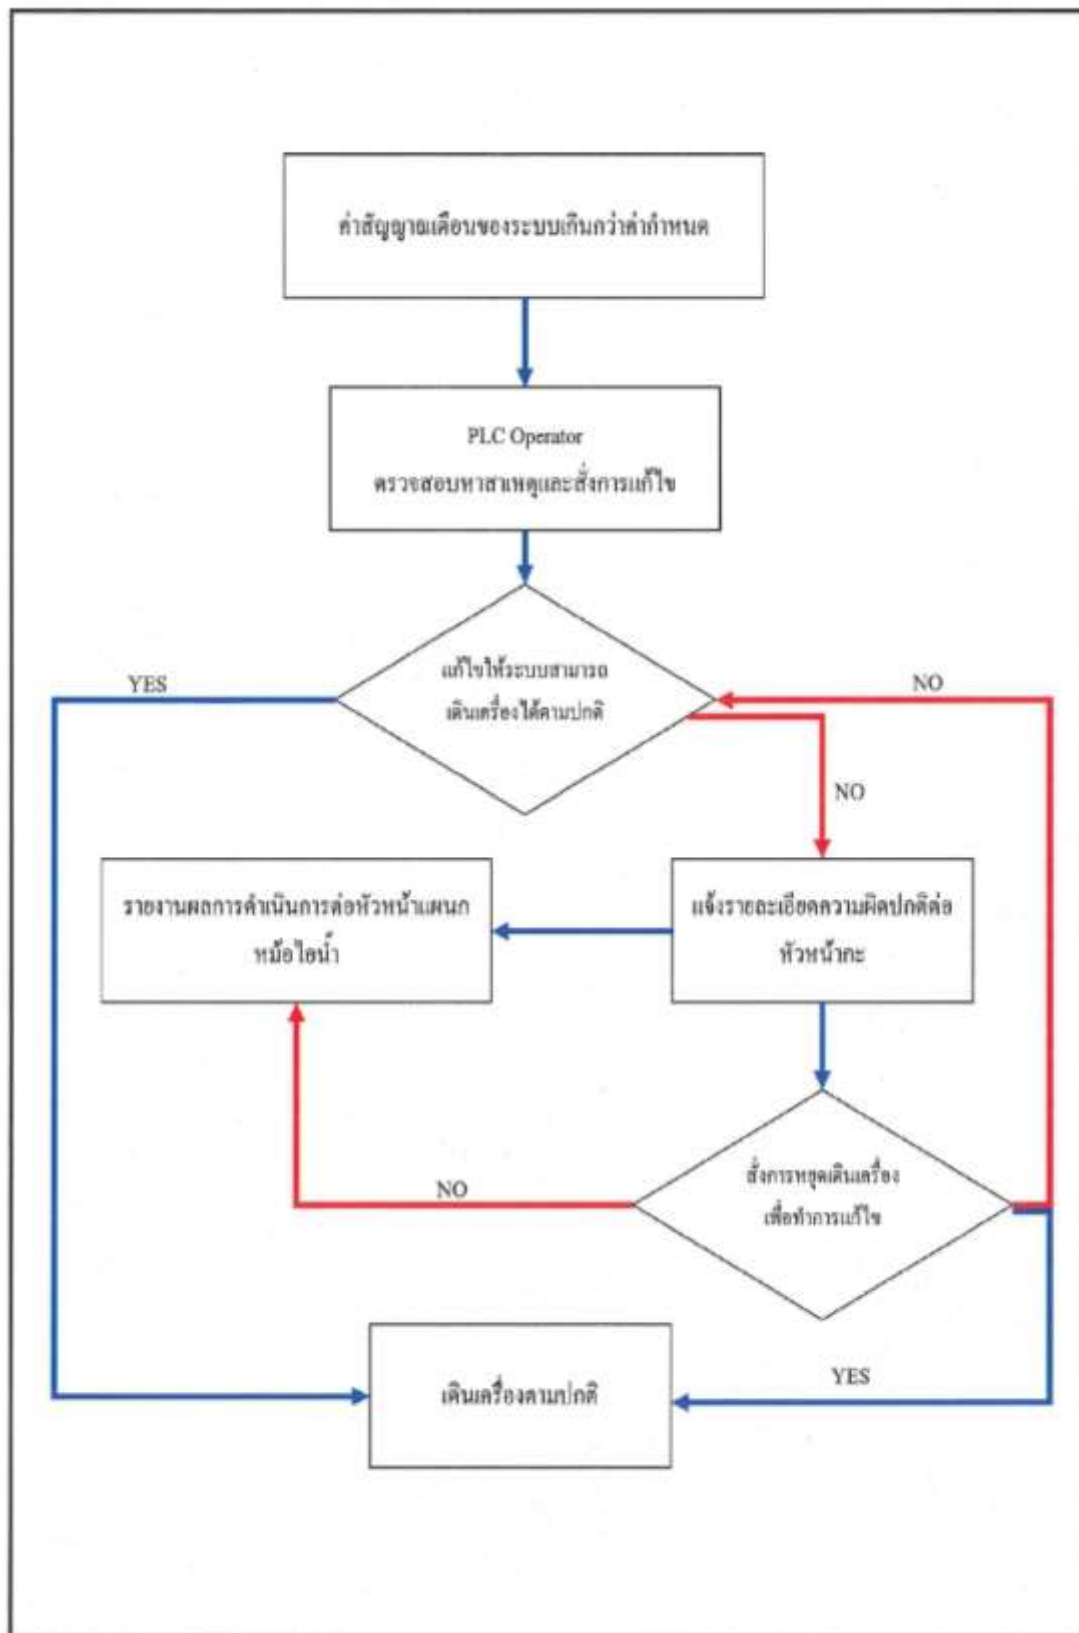 ค่าสัญญาณเตือนของระบบเกินกว่าค่ากำหนด
PLC Operator
ตรวจสอบหาสาเหตุและสั่งการแก้ไข
แก้ไขให้ระบบสามารถ
เดินเครื่องได้ตามปกติ
YES
NO
NO
รายงานผลการดำเนินการต่อหัวหน้าแผนก
หม้อไอน้ำ
แจ้งรายละเอียดความผิดปกติต่อ
หัวหน้ากะ
สั่งการหยุดเดินเครื่อง
เพื่อทำการแก้ไข
NO
YES
เดินเครื่องตามปกติ